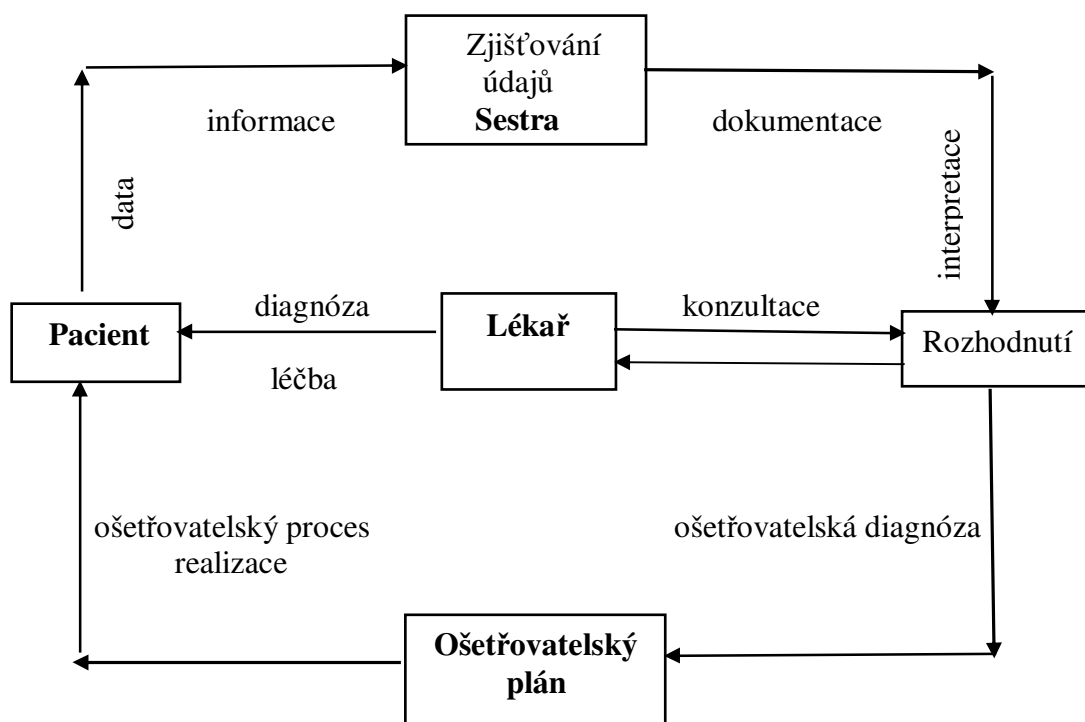 Zjišťování
údajů
Sestra
informace
dokumentace
data
interpretace
diagnóza
konzultace
Pacient
Lékař
Rozhodnutí
léčba
ošetřovatelský proces
realizace
ošetřovatelská diagnóza
Ošetřovatelský
plán